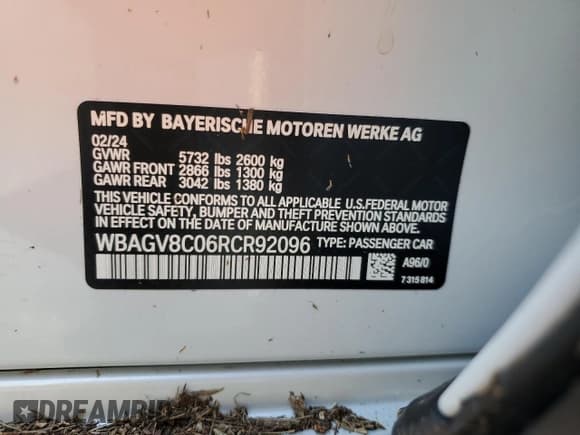 MFD BY BAYERISCHE MOTOREN WERKE AG
02/24
GVWR 5732 lbs 2600 kg
GAWR FRONT 2866 lbs 1300 kg
GAWR REAR 3042 lbs 1380 kg
THIS VEHICLE CONFORMS TO ALL APPLICABLE U.S.FEDERAL MOTOR
VEHICLE SAFETY, BUMPER, AND THEFT PREVENTION STANDARDS
IN EFFECT ON THE DATE OF MANUFACTURE SHOWN ABOVE.
WBAGV8C06RCR92096 TYPE: PASSENGER CAR
A96/0
7 315 814
DREAMBID